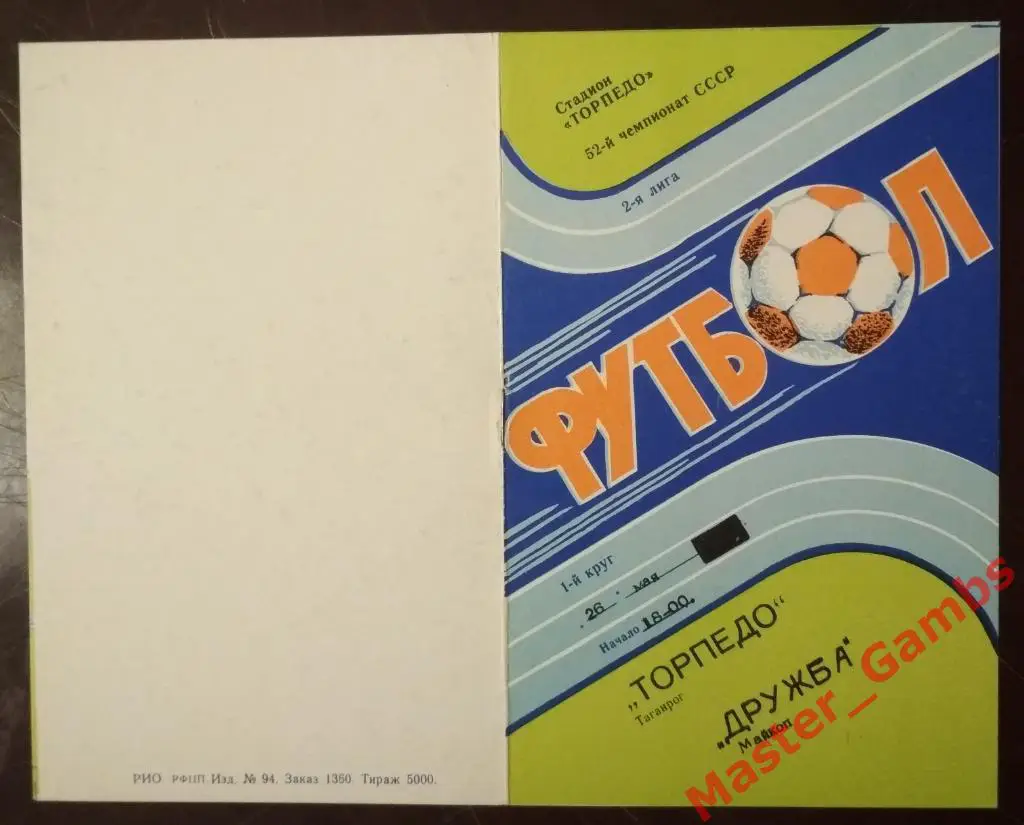 Стадион
«ТОРПЕДО»
52-й чемпионат СССР
2-я лига
ФУТБОЛ
1-й круг
26 мая
Начало 18-00.
„ТОРПЕДО"
Таганрог
„ДРУЖБА"
Майкоп
РИО РФЦП Изд. № 94. Заказ 1350. Тираж 5000.
Master_Gambs